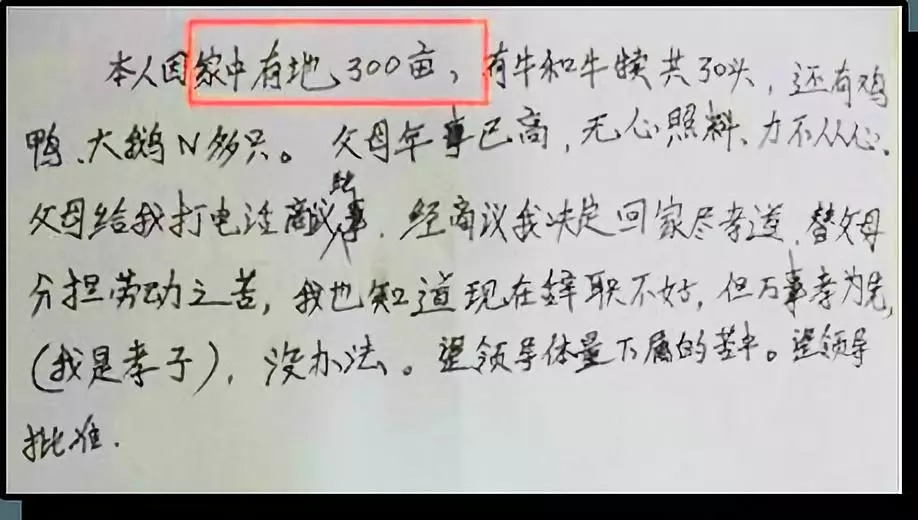 本人因家中有地300亩，有牛和牛犊共30头，还有鸡
鸭、大鹅N多只。父母年事已高，无心照料、力不从心、
父母给我打电话商议此事，经商议我决定回家尽孝道，替父母
分担劳动之苦，我也知道现在辞职不好，但万事孝为先，
(我是孝子)，没办法。望领导体量下属的苦中。望领导
批准.